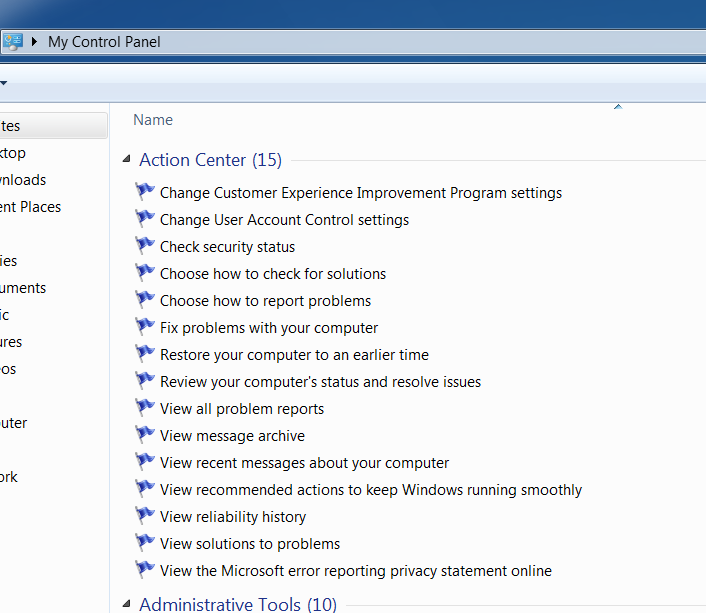 My Control Panel
Name
Action Center (15)
Change Customer Experience Improvement Program settings
Change User Account Control settings
Check security status
Choose how to check for solutions
Choose how to report problems
Fix problems with your computer
Restore your computer to an earlier time
Review your computer's status and resolve issues
View all problem reports
View message archive
View recent messages about your computer
View recommended actions to keep Windows running smoothly
View reliability history
View solutions to problems
View the Microsoft error reporting privacy statement online
Administrative Tools (10)
tes
ktop
nloads
ent Places
ies
uments
ic
ures
os
uter
ork